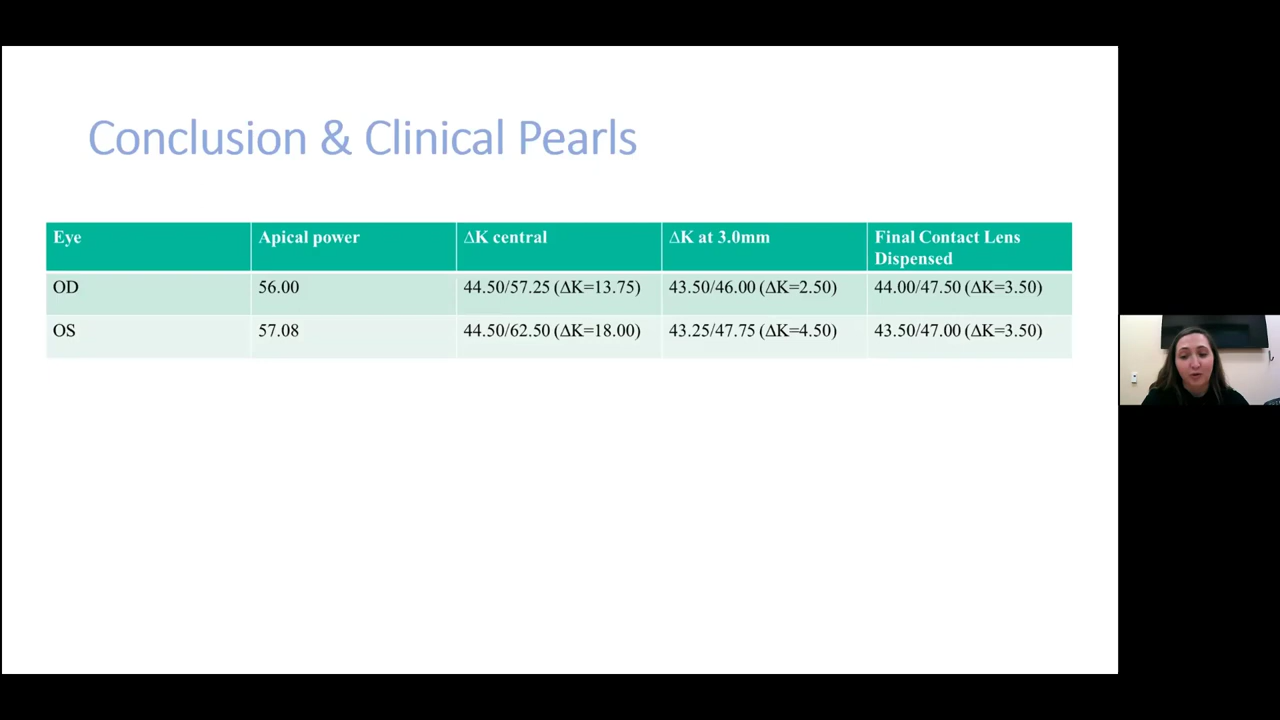 Conclusion & Clinical Pearls
Eye
Apical power
ΔK central
ΔK at 3.0mm
Final Contact Lens
Dispensed
OD
56.00
44.50/57.25 (ΔK=13.75)
43.50/46.00 (ΔK=2.50)
44.00/47.50 (ΔK=3.50)
OS
57.08
44.50/62.50 (ΔK=18.00)
43.25/47.75 (ΔK=4.50)
43.50/47.00 (ΔK=3.50)